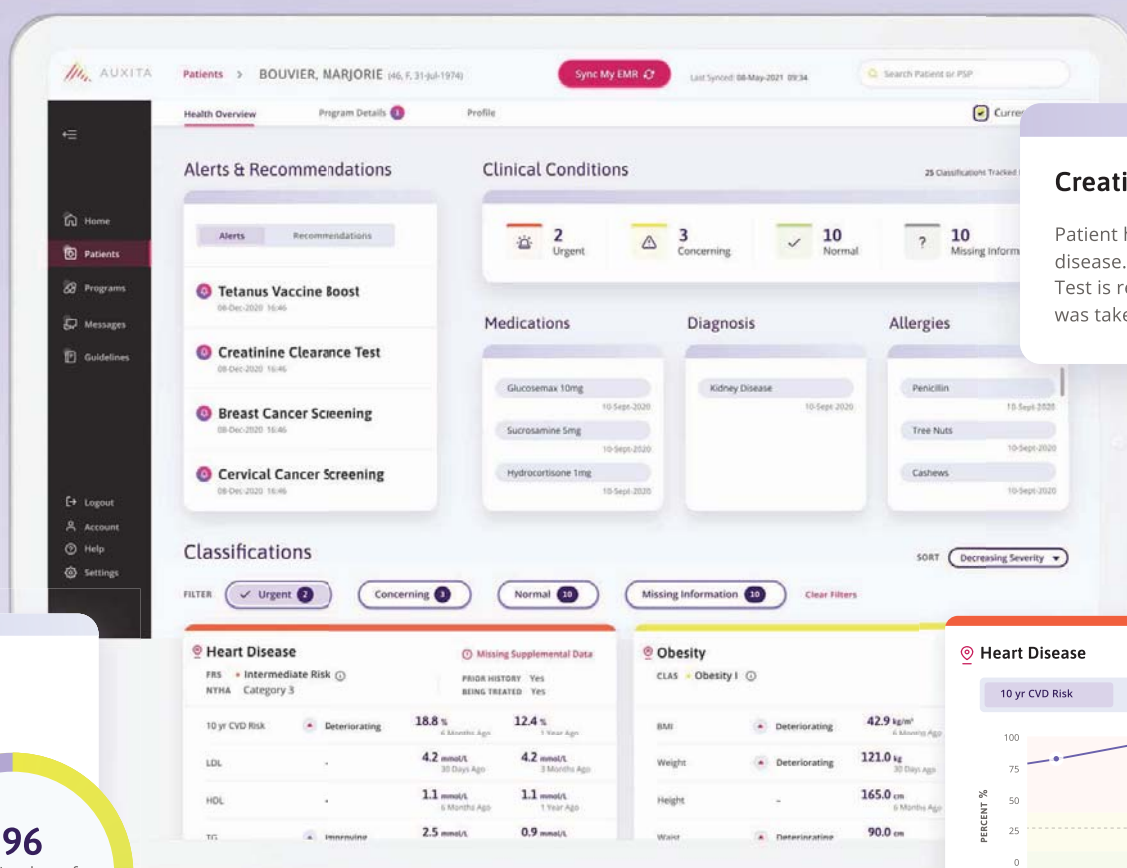 AUXITA
Patients > BOUVIER, MARJORIE (46, F, 31-Jul-1974)
Sync My EMR
Last Synced: 08-May-2021 09:34
Search Patient or PSP
Health Overview
Program Details 1
Profile
Home
Patients
Programs
Messages
Guidelines
Logout
Account
Help
Settings
Alerts & Recommendations
Alerts
Recommendations
Tetanus Vaccine Boost
08-Dec-2020 16:46
Creatinine Clearance Test
08-Dec-2020 16:46
Breast Cancer Screening
08-Dec-2020 16:46
Cervical Cancer Screening
08-Dec-2020 16:46
Clinical Conditions
25 Classifications Tracked
2
Urgent
3
Concerning
10
Normal
?
10
Missing Inform
Medications
Glucosemax 10mg
10-Sept-2020
Sucrosamine 5mg
10-Sept-2020
Hydrocortisone 1mg
10-Sept-2020
Diagnosis
Kidney Disease
10-Sept-2020
Allergies
Penicillin
10-Sept-2020
Tree Nuts
10-Sept-2020
Cashews
10-Sept-2020
Creati
Patient h
disease.
Test is re
was take
Classifications
SORT Decreasing Severity
FILTER Urgent 2 Concerning 3 Normal 10 Missing Information 10 Clear Filters
Heart Disease
Missing Supplemental Data
FRS Intermediate Risk
NYHA Category 3
PRIOR HISTORY Yes
BEING TREATED Yes
10 yr CVD Risk Deteriorating 18.8 % 12.4 %
6 Months Ago 1 Year Ago
LDL - 4.2 mmol/L 4.2 mmol/L
30 Days Ago 3 Months Ago
HDL - 1.1 mmol/L 1.1 mmol/L
6 Months Ago 1 Year Ago
TG Improving 2.5 mmol/L 0.9 mmol/L
Obesity
CLAS Obesity I
BMI Deteriorating 42.9 kg/m²
6 Months Ago
Weight Deteriorating 121.0 kg
30 Days Ago
Height - 165.0 cm
6 Months Ago
Waist Deteriorating 90.0 cm
Heart Disease
10 yr CVD Risk
PERCENT %
100
75
50
25
0
96